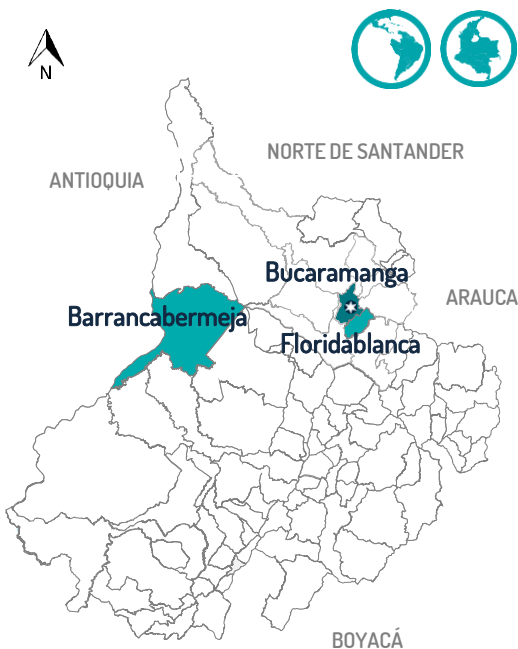 N
NORTE DE SANTANDER
ANTIOQUIA
Bucaramanga
ARAUCA
Barrancabermeja
Floridablanca
BOYACÁ